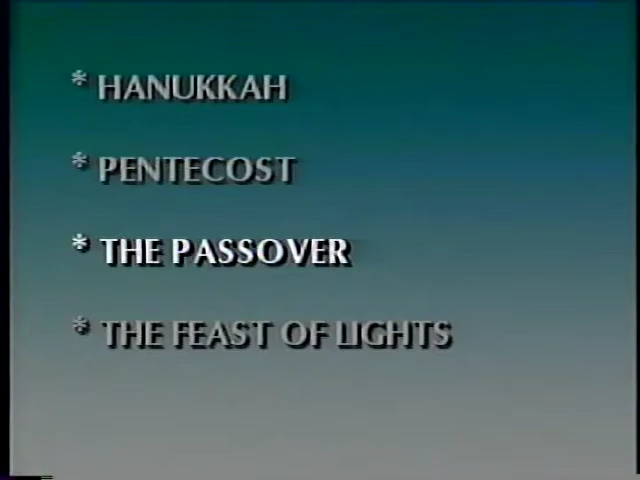 * HANUKKAH
* PENTECOST
* THE PASSOVER
* THE FEAST OF LIGHTS